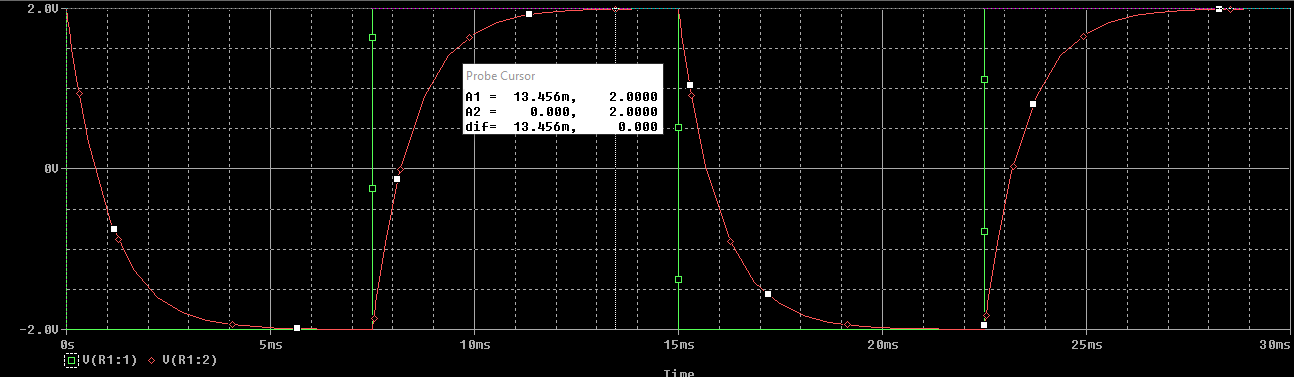 2.0V
Probe Cursor
A1 = 13.456m, 2.0000
A2 = 0.000, 2.0000
dif= 13.456m, 0.000
0V
-2.0V
0s 5ms 10ms 15ms 20ms 25ms 30ms
V(R1:1) V(R1:2)
Time